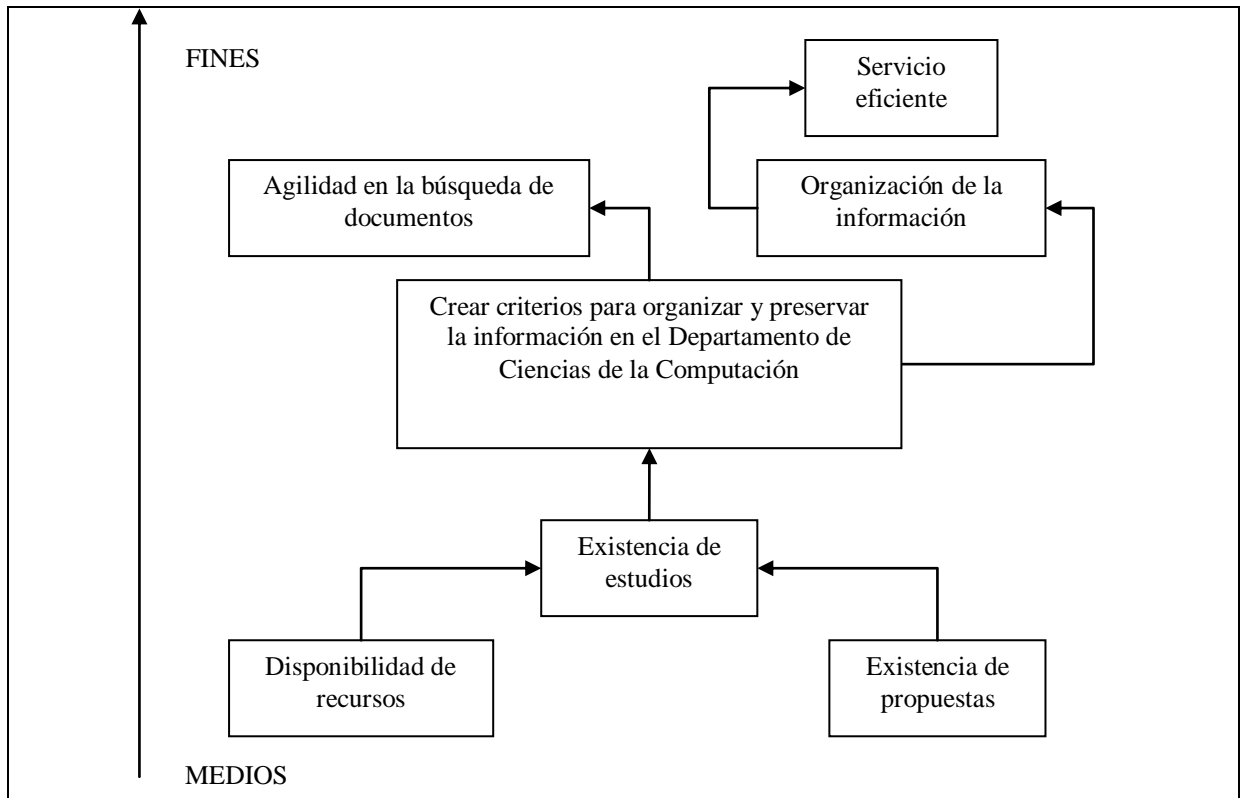 FINES
Servicio
eficiente
Agilidad en la búsqueda de
documentos
Organización de la
información
Crear criterios para organizar y preservar
la información en el Departamento de
Ciencias de la Computación
Existencia de
estudios
Disponibilidad de
recursos
Existencia de
propuestas
MEDIOS